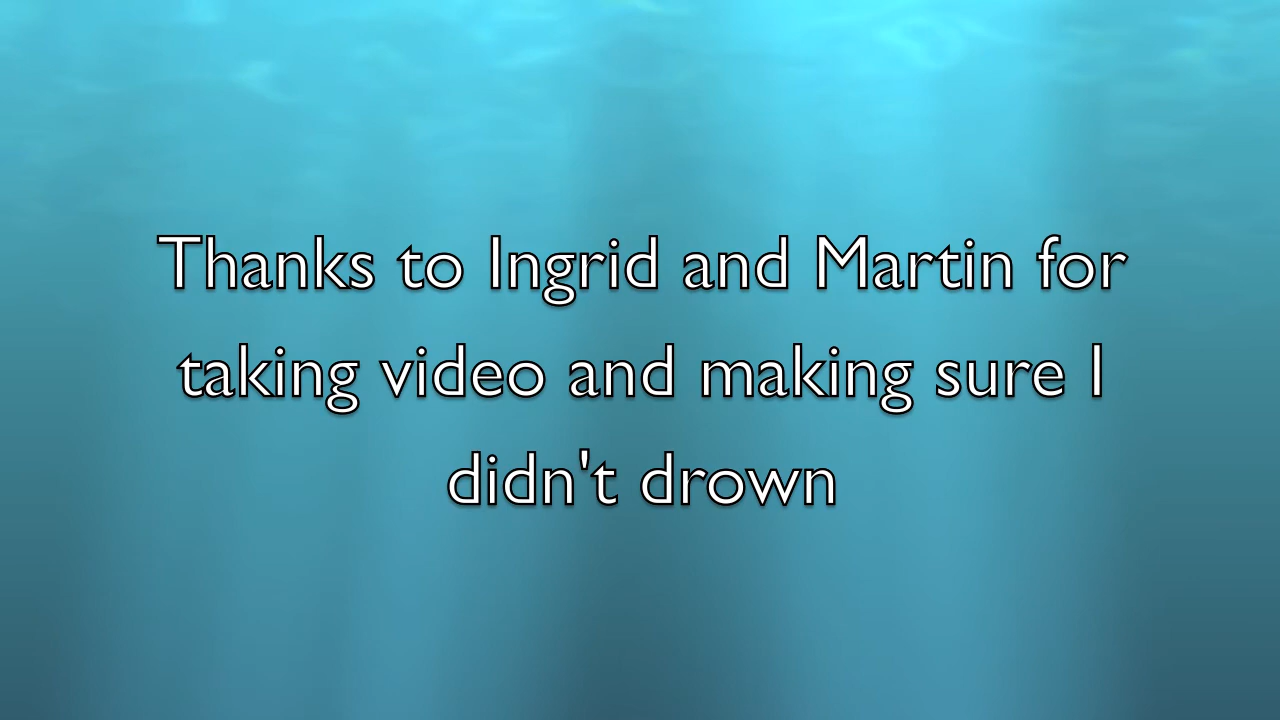 Thanks to Ingrid and Martin for
taking video and making sure I
didn't drown